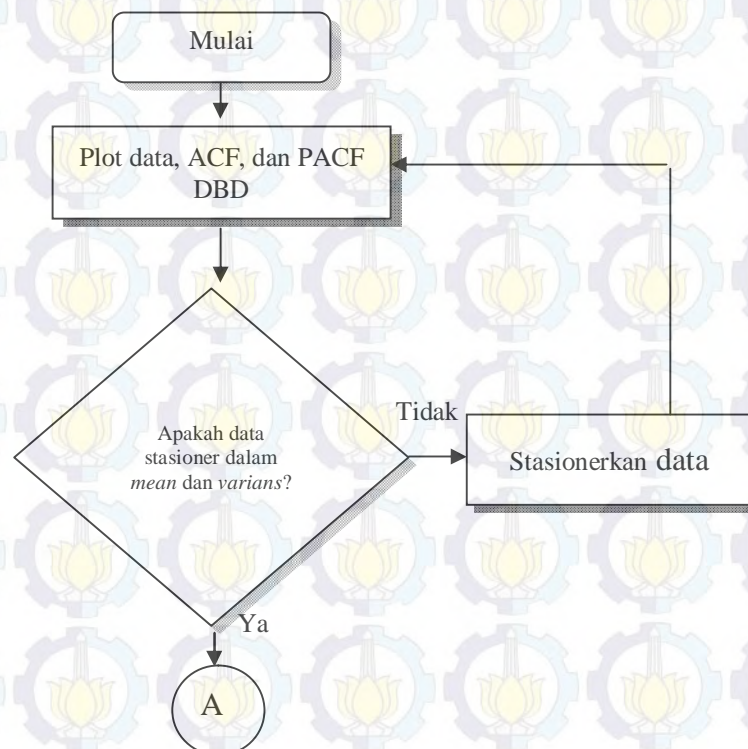 Mulai
Plot data, ACF, dan PACF
DBD
Apakah data
stasioner dalam
mean dan varians?
Tidak
Stasionerkan data
Ya
A